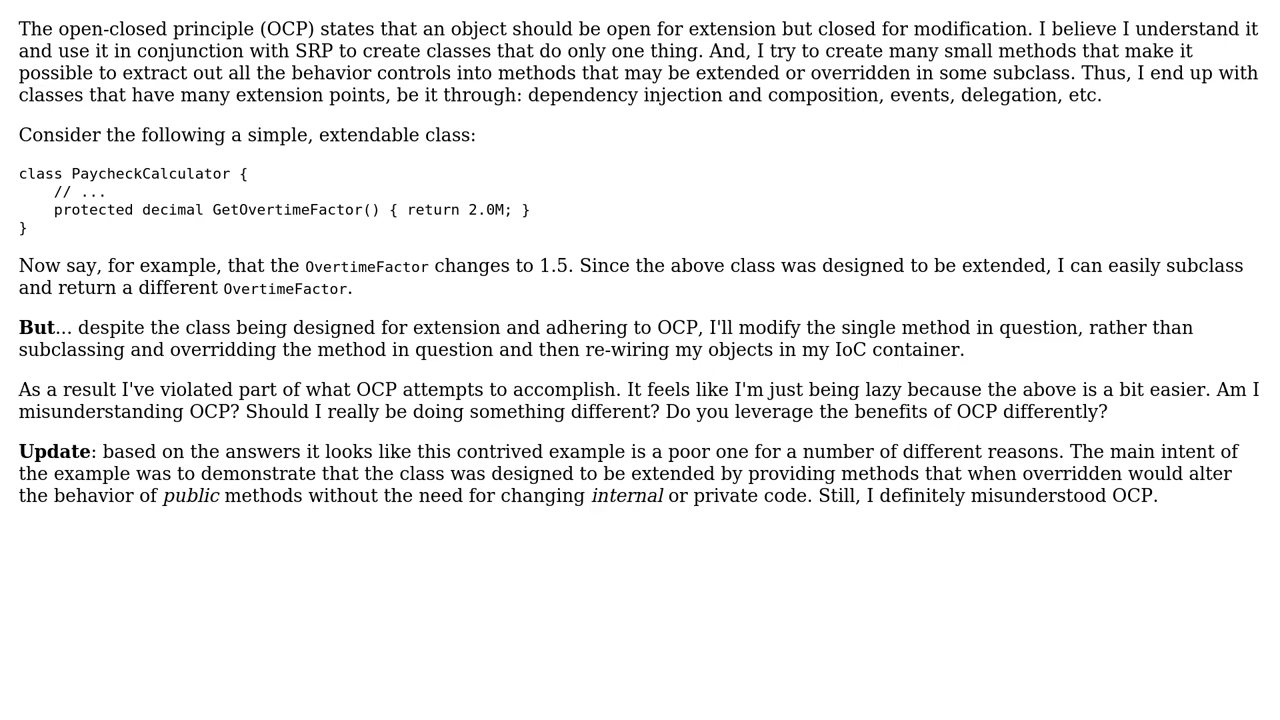 The open-closed principle (OCP) states that an object should be open for extension but closed for modification. I believe I understand it
and use it in conjunction with SRP to create classes that do only one thing. And, I try to create many small methods that make it
possible to extract out all the behavior controls into methods that may be extended or overridden in some subclass. Thus, I end up with
classes that have many extension points, be it through: dependency injection and composition, events, delegation, etc.
Consider the following a simple, extendable class:
class PaycheckCalculator {
    // ...
    protected decimal GetOvertimeFactor() { return 2.0M; }
}
Now say, for example, that the OvertimeFactor changes to 1.5. Since the above class was designed to be extended, I can easily subclass
and return a different OvertimeFactor.
But... despite the class being designed for extension and adhering to OCP, I'll modify the single method in question, rather than
subclassing and overridding the method in question and then re-wiring my objects in my IoC container.
As a result I've violated part of what OCP attempts to accomplish. It feels like I'm just being lazy because the above is a bit easier. Am I
misunderstanding OCP? Should I really be doing something different? Do you leverage the benefits of OCP differently?
Update: based on the answers it looks like this contrived example is a poor one for a number of different reasons. The main intent of
the example was to demonstrate that the class was designed to be extended by providing methods that when overridden would alter
the behavior of public methods without the need for changing internal or private code. Still, I definitely misunderstood OCP.